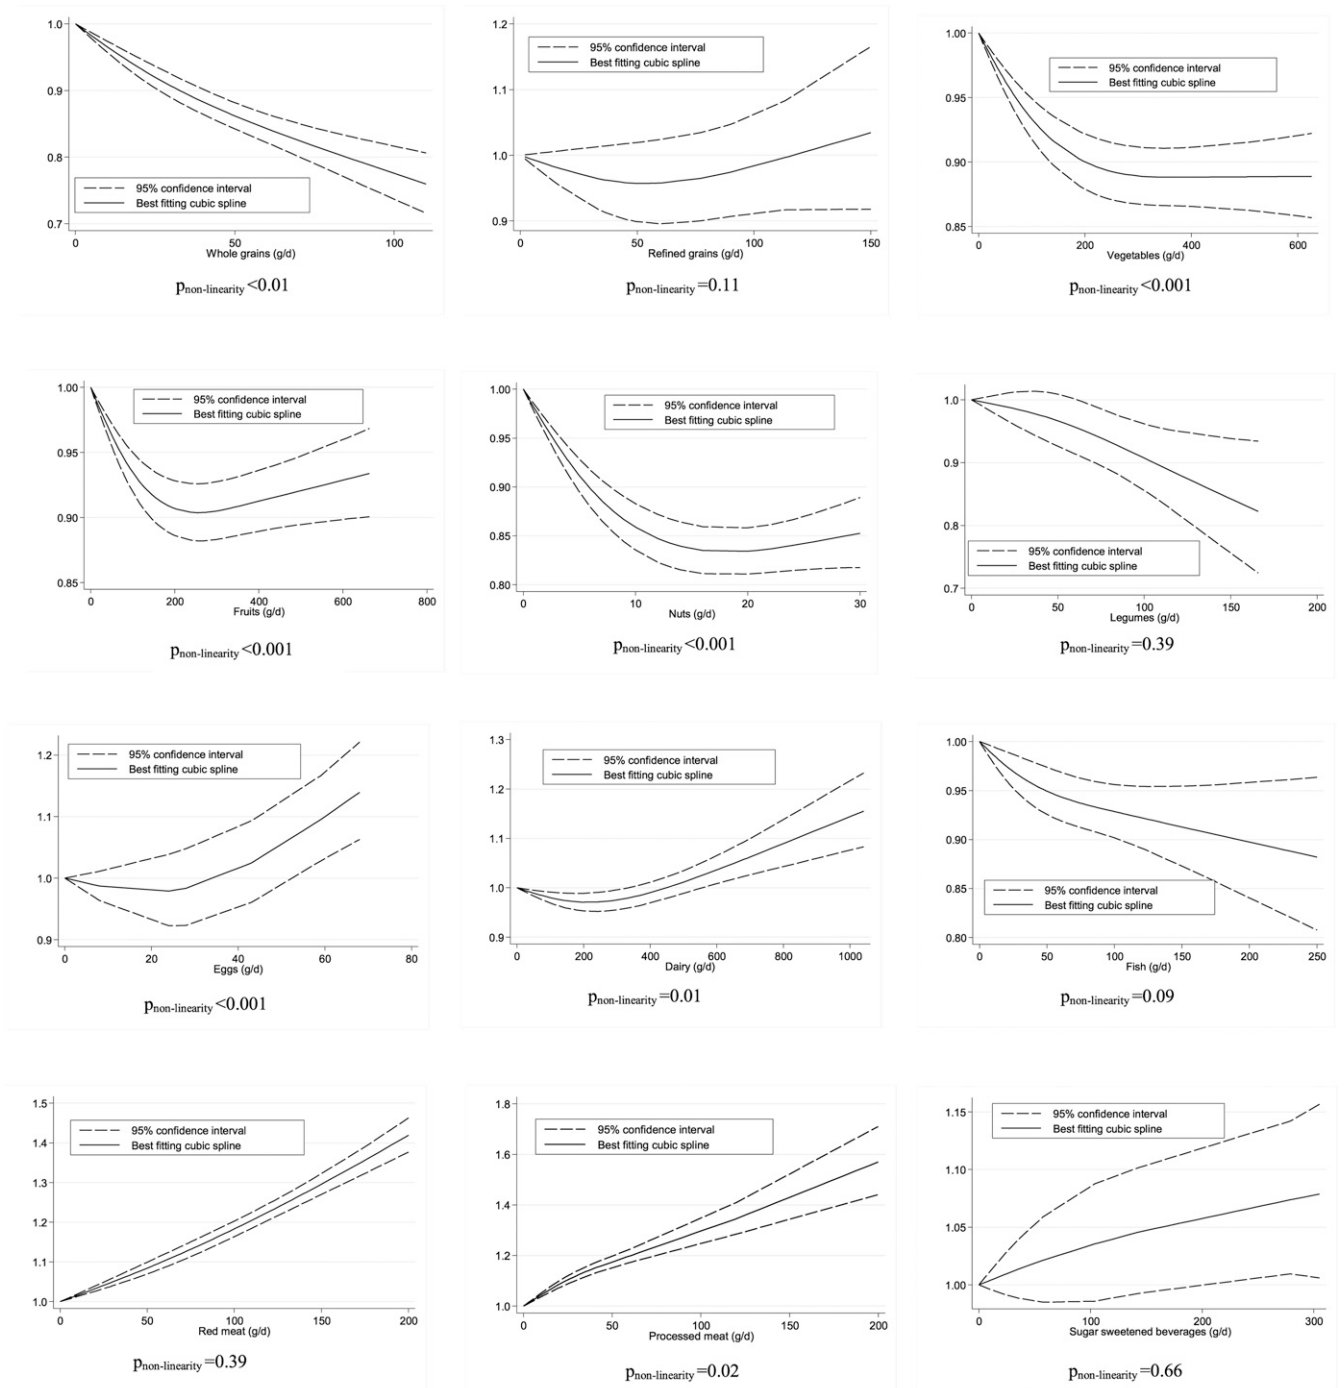 1.0
0.9
0.8
0.7
95% confidence interval
Best fitting cubic spline
0 50 100
Whole grains (g/d)
pnon-linearity<0.01
1.2
1.1
1.0
0.9
95% confidence interval
Best fitting cubic spline
0 50 100 150
Refined grains (g/d)
pnon-linearity=0.11
1.00
0.95
0.90
0.85
95% confidence interval
Best fitting cubic spline
0 200 400 600
Vegetables (g/d)
pnon-linearity<0.001
1.00
0.95
0.90
0.85
95% confidence interval
Best fitting cubic spline
0 200 400 600 800
Fruits (g/d)
pnon-linearity<0.001
1.00
0.95
0.90
0.85
0.80
95% confidence interval
Best fitting cubic spline
0 10 20 30
Nuts (g/d)
pnon-linearity<0.001
1.0
0.9
0.8
0.7
95% confidence interval
Best fitting cubic spline
0 50 100 150 200
Legumes (g/d)
pnon-linearity=0.39
1.2
1.1
1.0
0.9
95% confidence interval
Best fitting cubic spline
0 20 40 60 80
Eggs (g/d)
pnon-linearity<0.001
1.3
1.2
1.1
1.0
0.9
95% confidence interval
Best fitting cubic spline
0 200 400 600 800 1000
Dairy (g/d)
pnon-linearity=0.01
1.00
0.95
0.90
0.85
0.80
95% confidence interval
Best fitting cubic spline
0 50 100 150 200 250
Fish (g/d)
pnon-linearity=0.09
1.5
1.4
1.3
1.2
1.1
1.0
95% confidence interval
Best fitting cubic spline
0 50 100 150 200
Red meat (g/d)
pnon-linearity=0.39
1.8
1.6
1.4
1.2
1.0
95% confidence interval
Best fitting cubic spline
0 50 100 150 200
Processed meat (g/d)
pnon-linearity=0.02
1.15
1.10
1.05
1.00
95% confidence interval
Best fitting cubic spline
0 100 200 300
Sugar sweetened beverages (g/d)
pnon-linearity=0.66